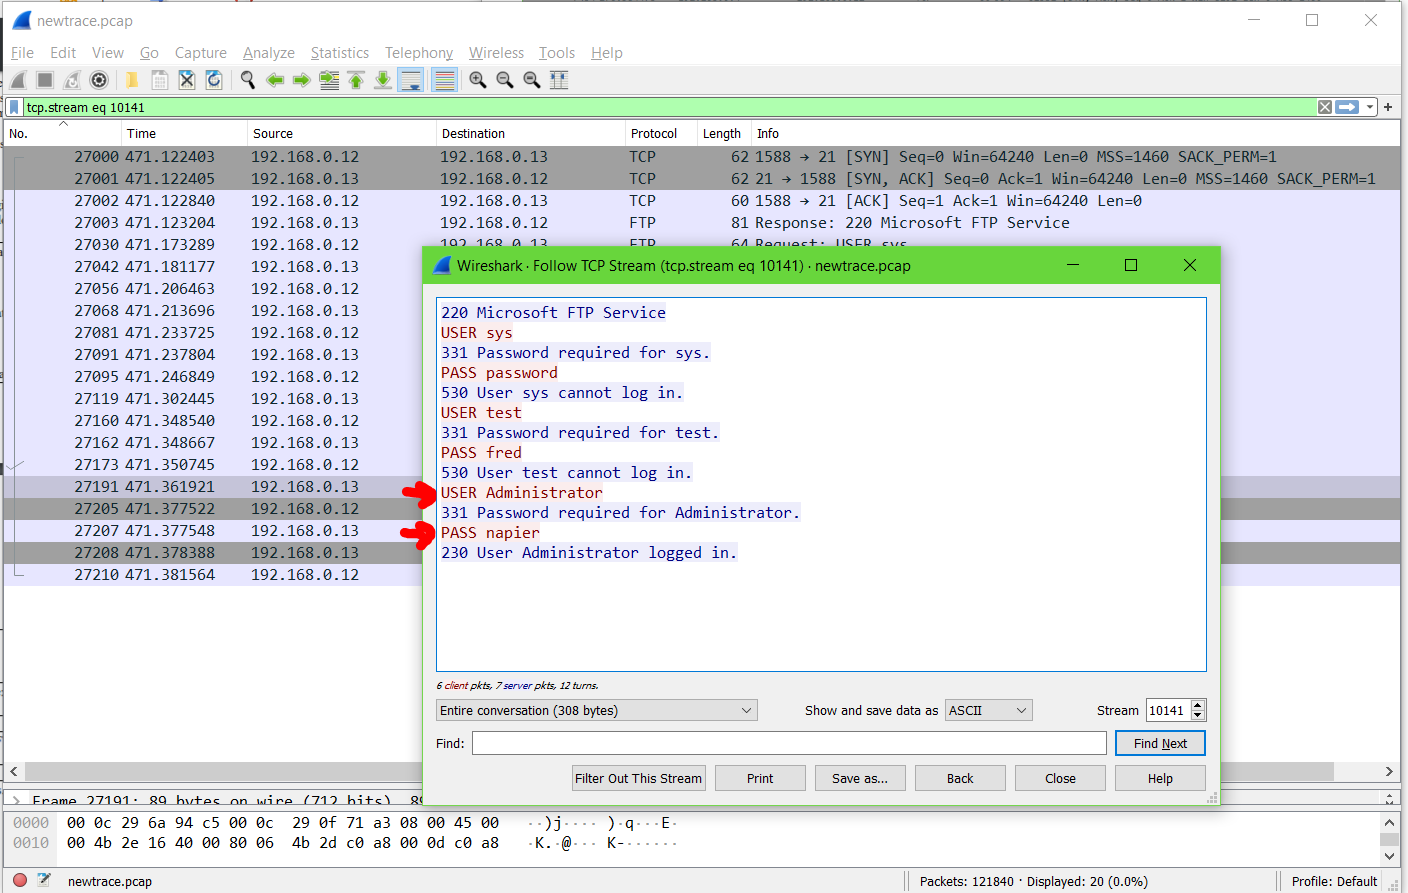 newtrace.pcap
File Edit View Go Capture Analyze Statistics Telephony Wireless Tools Help
tcp.stream eq 10141
No. Time Source Destination Protocol Length Info
27000 471.122403 192.168.0.12 192.168.0.13 TCP 62 1588 → 21 [SYN] Seq=0 Win=64240 Len=0 MSS=1460 SACK_PERM=1
27001 471.122405 192.168.0.13 192.168.0.12 TCP 62 21 → 1588 [SYN, ACK] Seq=0 Ack=1 Win=64240 Len=0 MSS=1460 SACK_PERM=1
27002 471.122840 192.168.0.12 192.168.0.13 TCP 60 1588 → 21 [ACK] Seq=1 Ack=1 Win=64240 Len=0
27003 471.123204 192.168.0.13 192.168.0.12 FTP 81 Response: 220 Microsoft FTP Service
27030 471.173289 192.168.0.12 192.168.0.13 FTP 64 Request: USER sys
27042 471.181177 192.168.0.13
27056 471.206463 192.168.0.12
27068 471.213696 192.168.0.13
27081 471.233725 192.168.0.12
27091 471.237804 192.168.0.13
27095 471.246849 192.168.0.12
27119 471.302445 192.168.0.13
27160 471.348540 192.168.0.12
27162 471.348667 192.168.0.13
27173 471.350745 192.168.0.12
27191 471.361921 192.168.0.13
27205 471.377522 192.168.0.12
27207 471.377548 192.168.0.13
27208 471.378388 192.168.0.13
27210 471.381564 192.168.0.12
Wireshark · Follow TCP Stream (tcp.stream eq 10141) · newtrace.pcap
220 Microsoft FTP Service
USER sys
331 Password required for sys.
PASS password
530 User sys cannot log in.
USER test
331 Password required for test.
PASS fred
530 User test cannot log in.
USER Administrator
331 Password required for Administrator.
PASS napier
230 User Administrator logged in.
6 client pkts, 7 server pkts, 12 turns.
Entire conversation (308 bytes) Show and save data as ASCII Stream 10141
Find: Find Next
Filter Out This Stream Print Save as... Back Close Help
Frame 27191: 89 bytes on wire (712 bits), 89
0000 00 0c 29 6a 94 c5 00 0c 29 0f 71 a3 08 00 45 00 ··)j···· )·q···E·
0010 00 4b 2e 16 40 00 80 06 4b 2d c0 a8 00 0d c0 a8 ·K.·@··· K-······
newtrace.pcap Packets: 121840 · Displayed: 20 (0.0%) Profile: Default